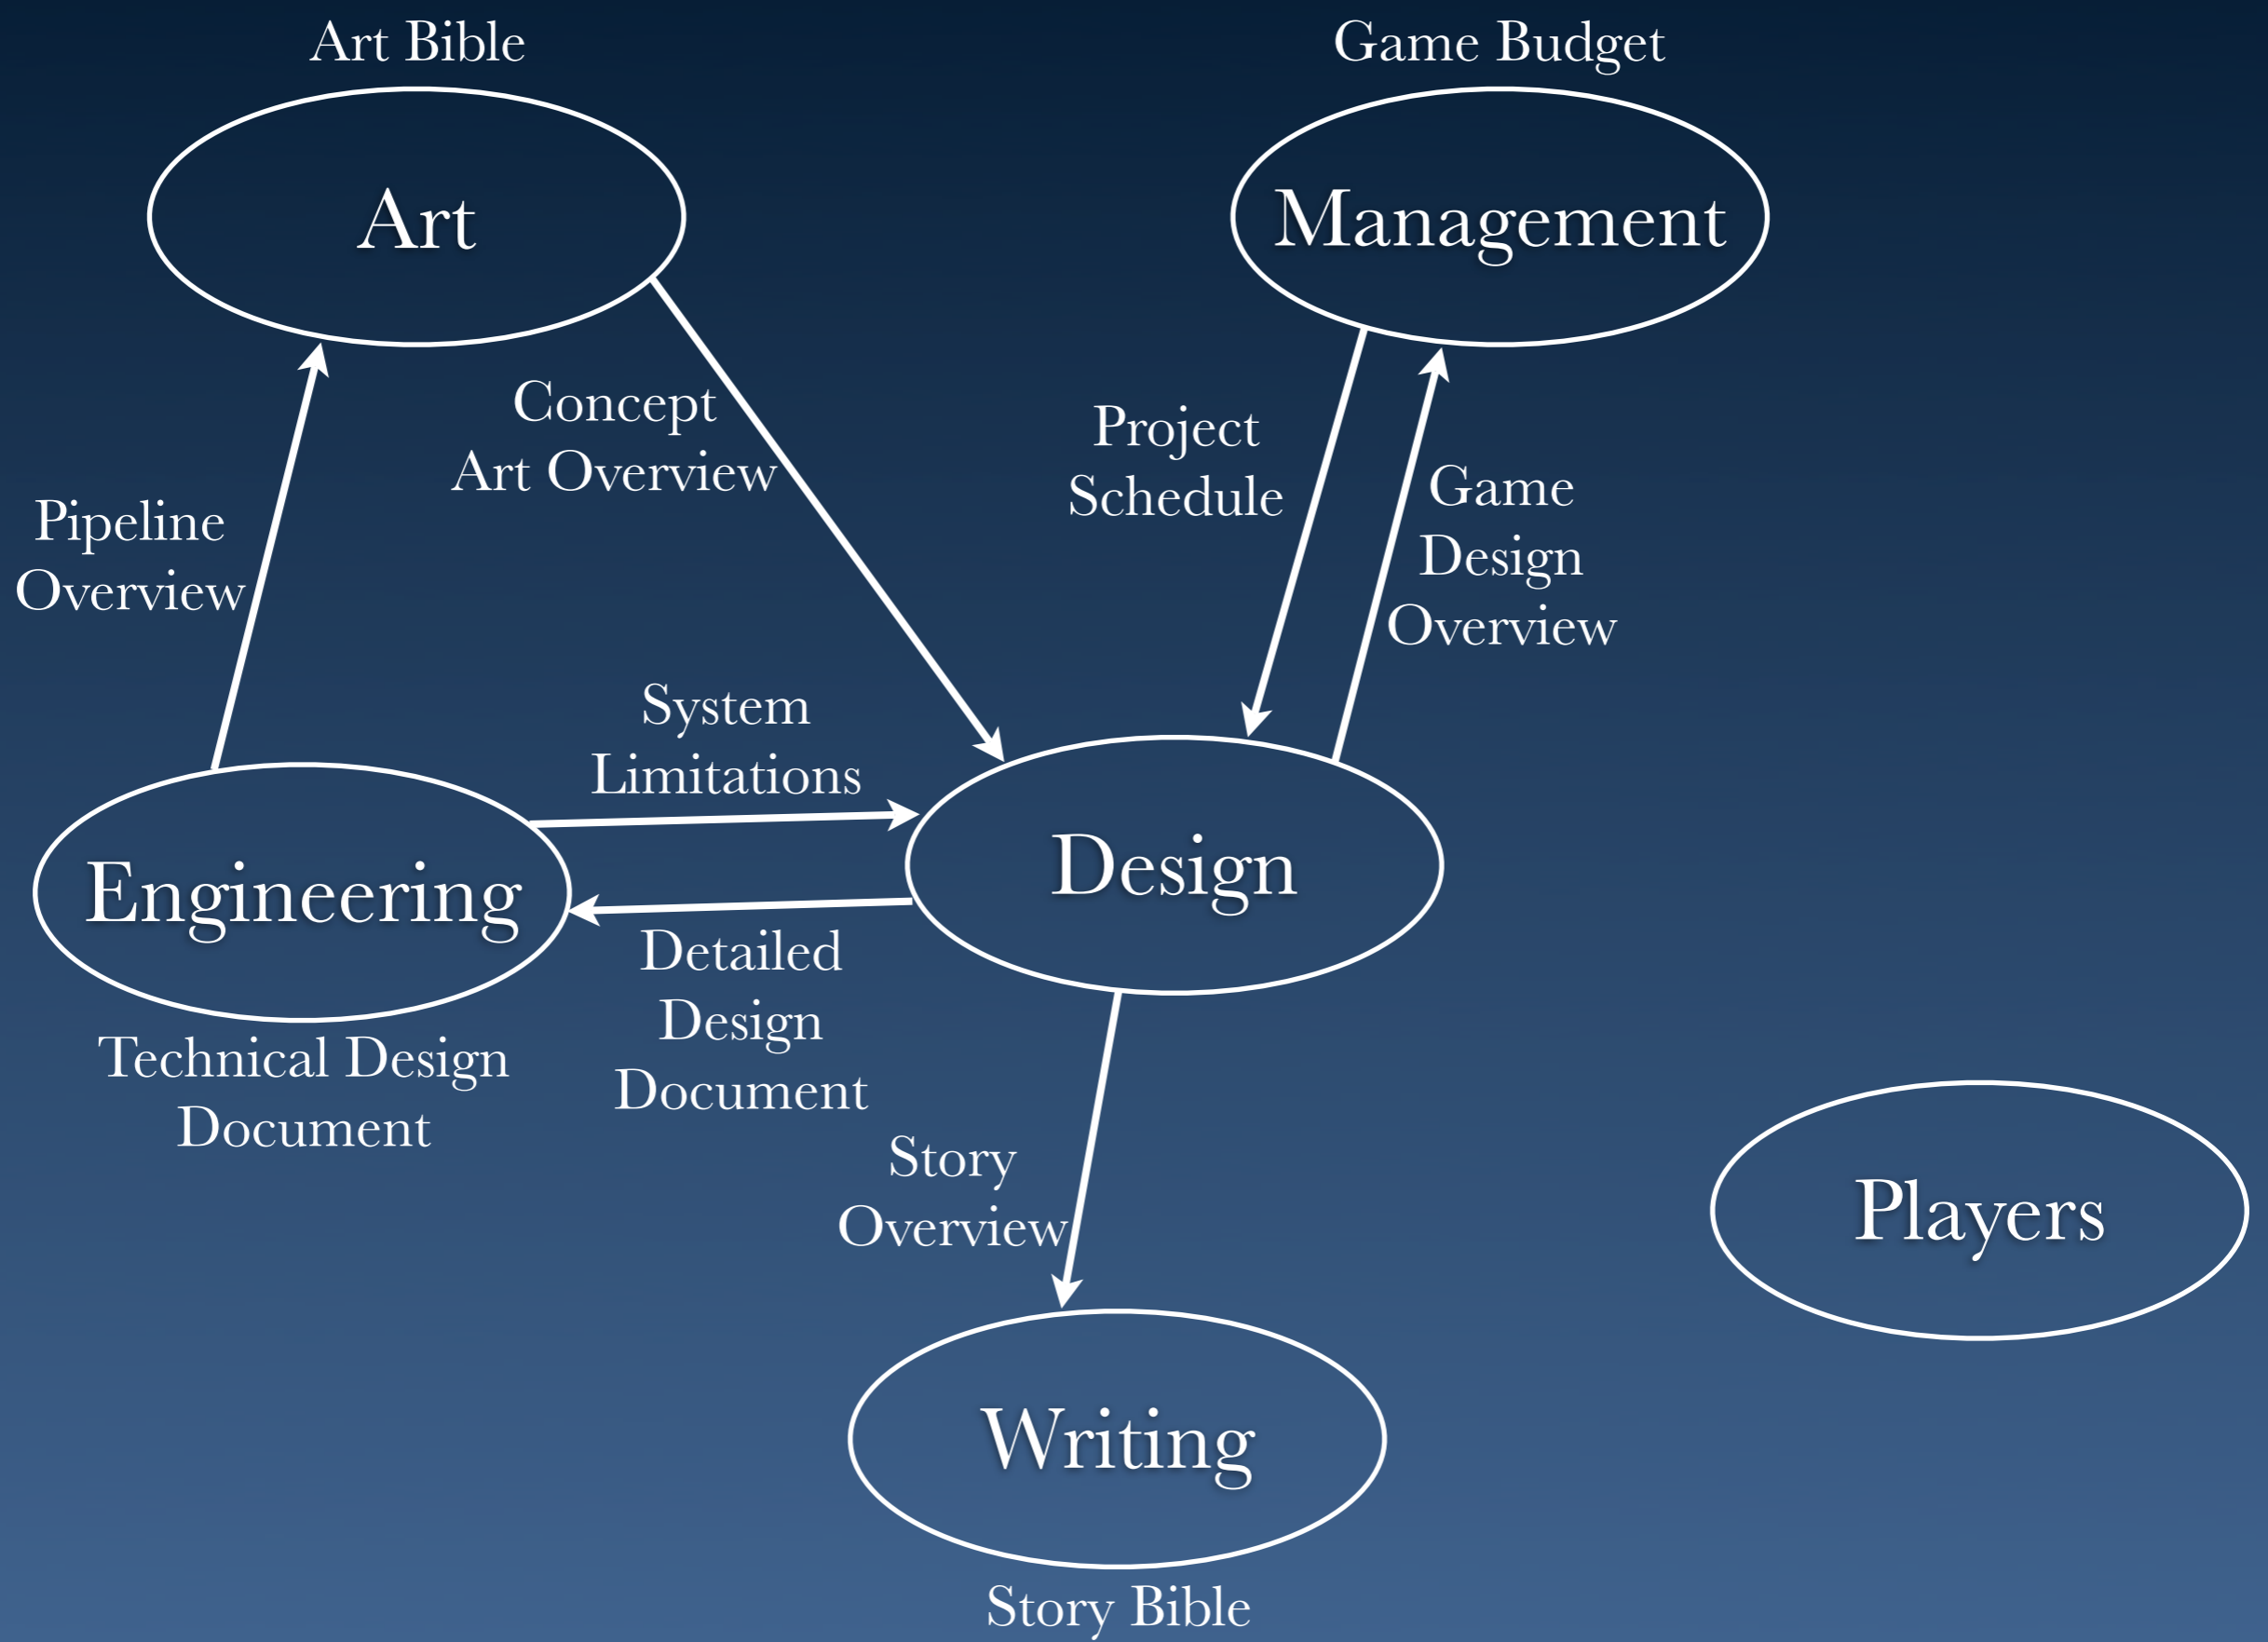 Art Bible
Game Budget
Art
Management
Concept
Art Overview
Project
Schedule
Game
Design
Overview
Pipeline
Overview
System
Limitations
Engineering
Design
Detailed
Design
Document
Technical Design
Document
Story
Overview
Players
Writing
Story Bible